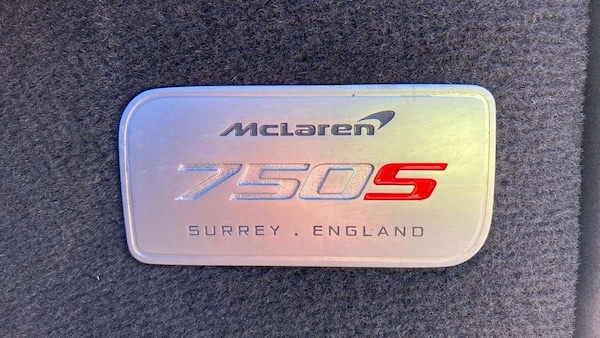 McLaren
750S
SURREY . ENGLAND